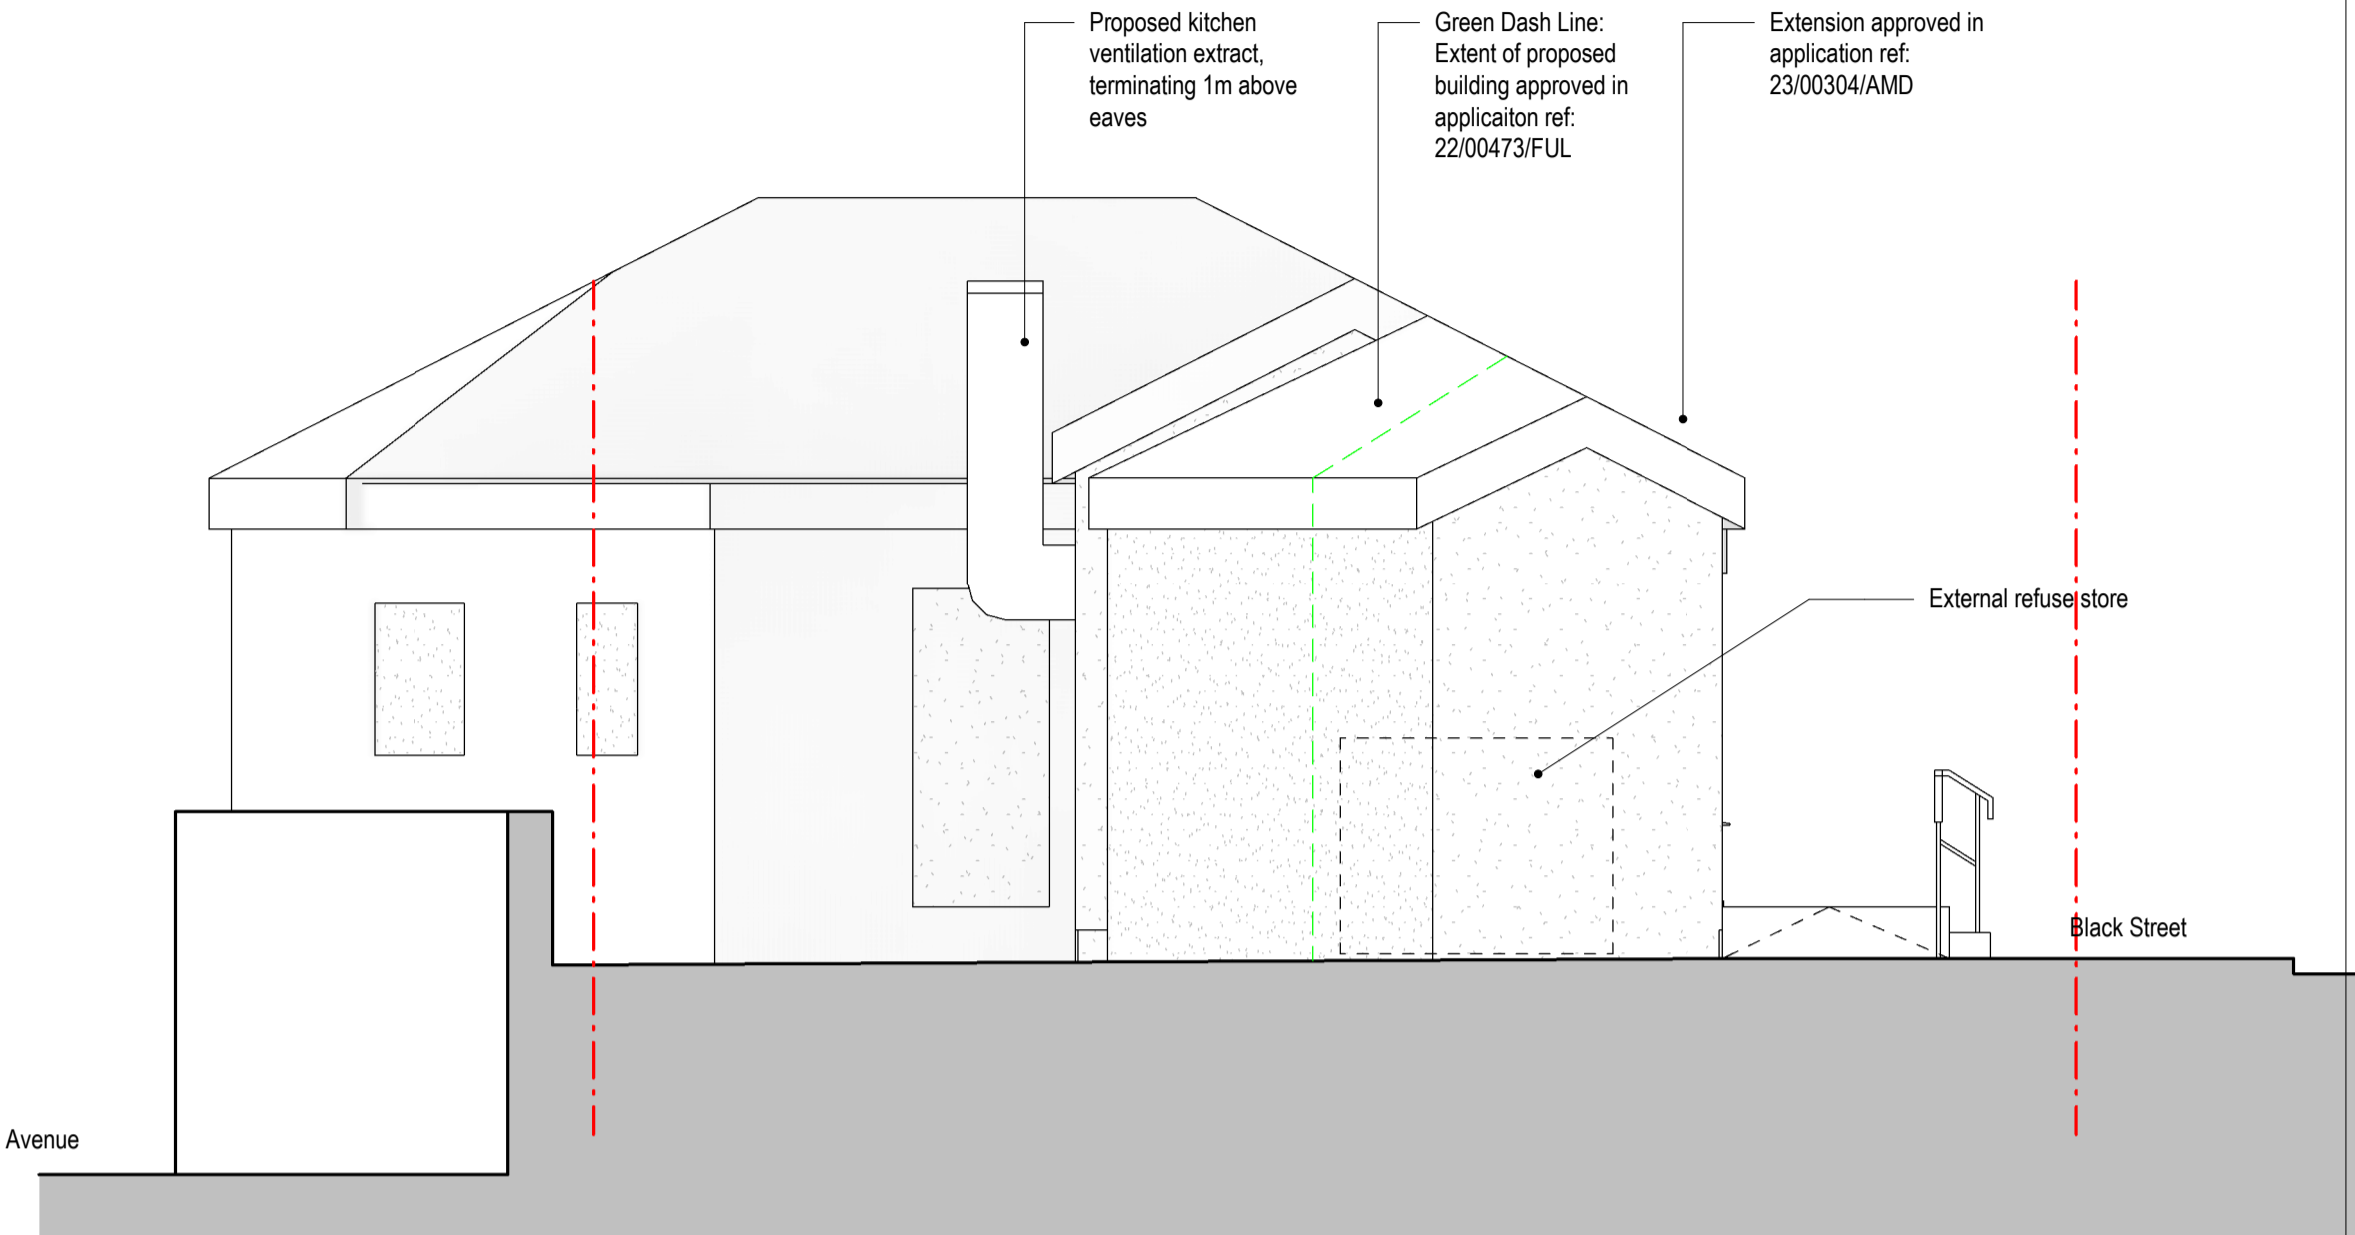 Proposed kitchen
ventilation extract,
terminating 1m above
eaves
Green Dash Line:
Extent of proposed
building approved in
applicaiton ref:
22/00473/FUL
Extension approved in
application ref:
23/00304/AMD
External refuse store
Black Street
Avenue